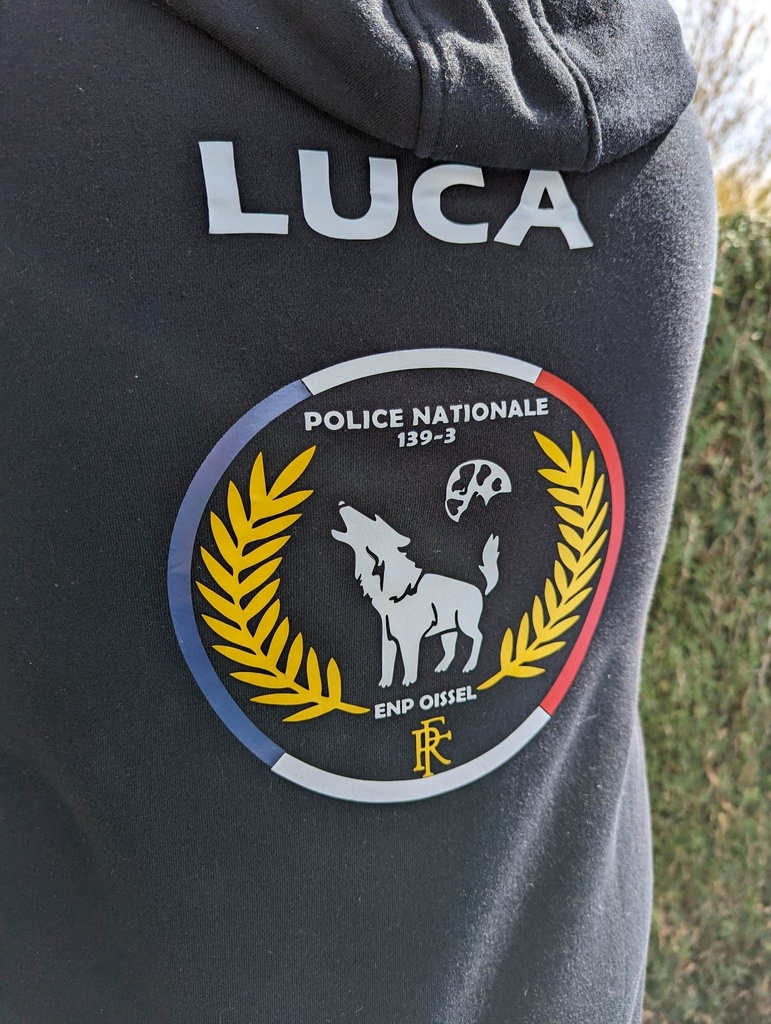 LUCA
POLICE NATIONALE
139-3
ENP OISSEL
RF